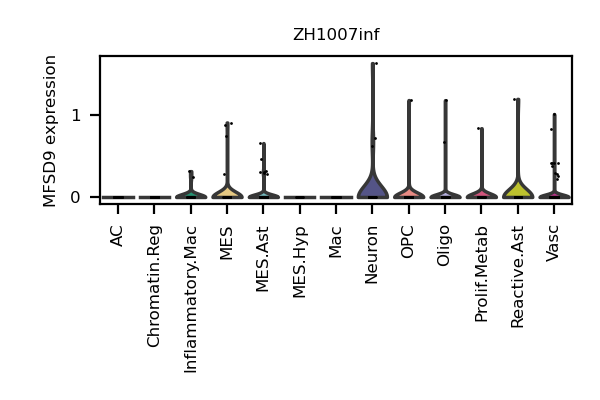 ZH1007inf
MFSD9 expression
1
0
AC
Chromatin.Reg
Inflammatory.Mac
MES
MES.Ast
MES.Hyp
Mac
Neuron
OPC
Oligo
Prolif.Metab
Reactive.Ast
Vasc